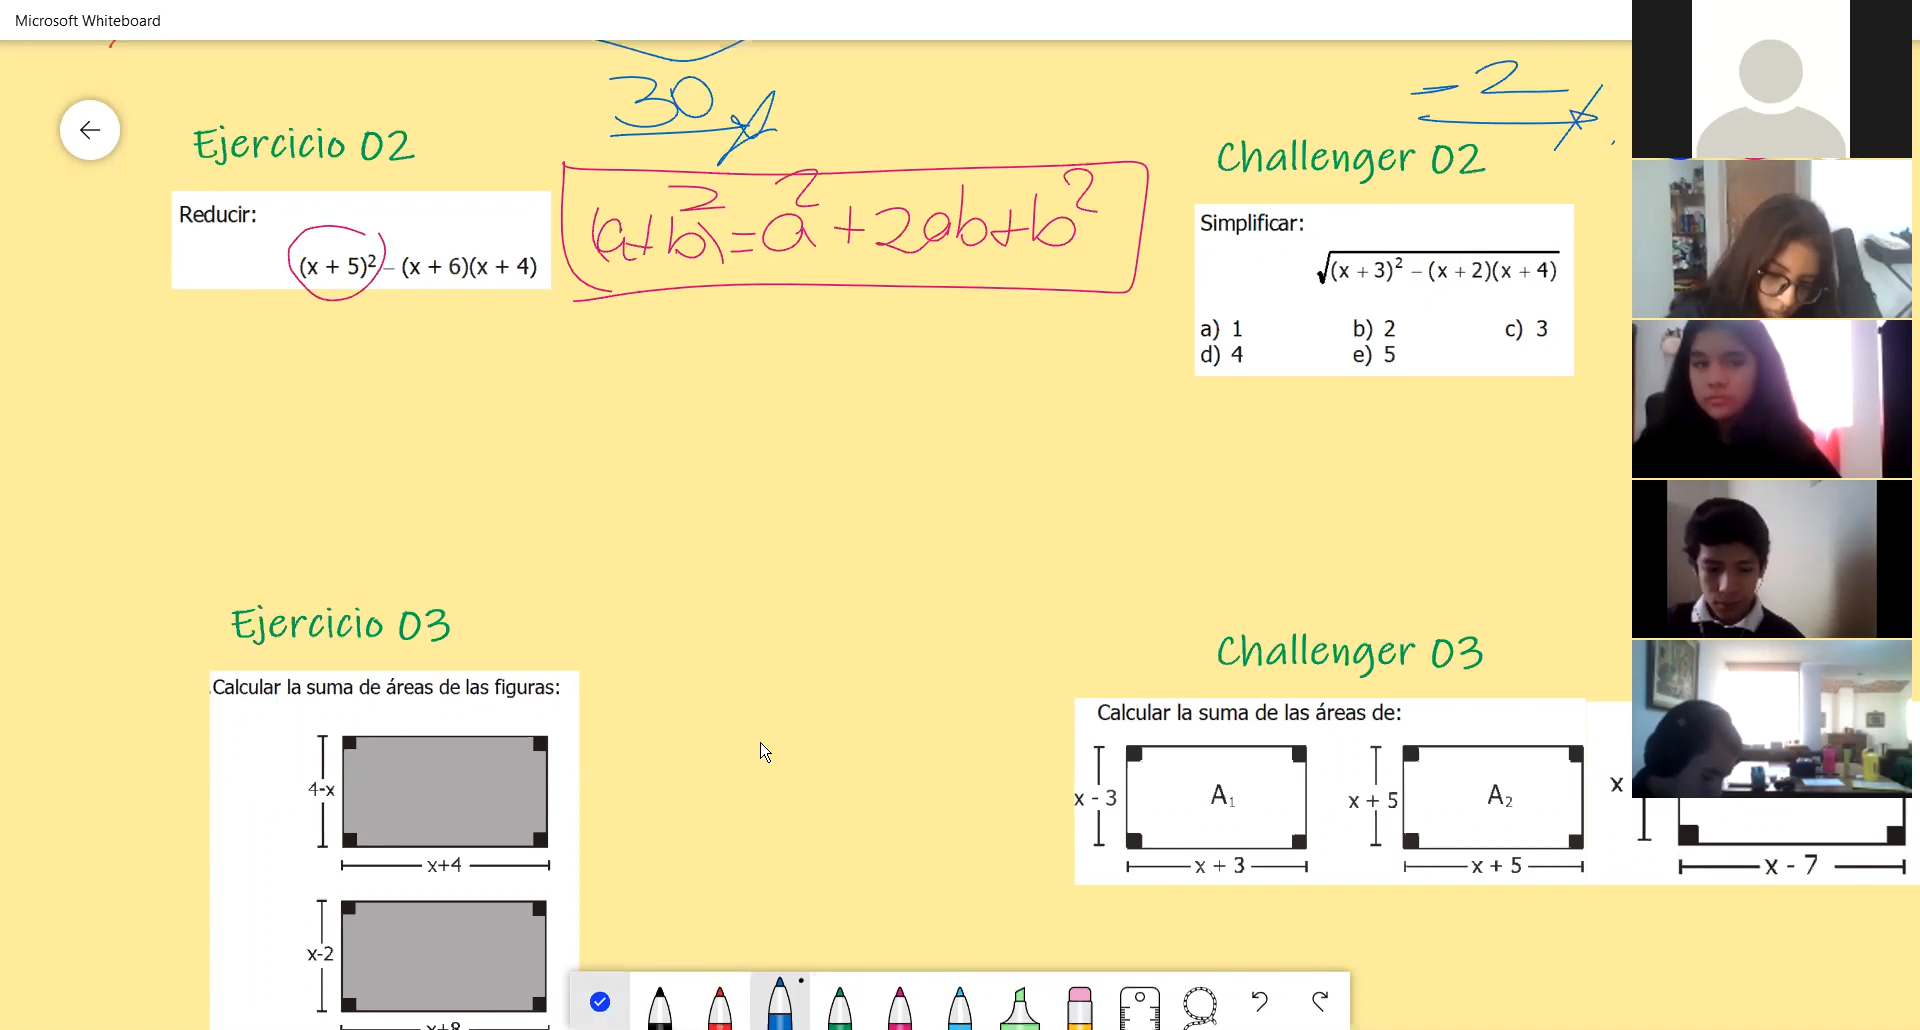 Microsoft Whiteboard
30
= 2
Ejercicio 02
Reducir:
(x + 5)² – (x + 6)(x + 4)
(a+b)² = a² + 2ab + b²
Challenger 02
Simplificar:
√(x + 3)² – (x + 2)(x + 4)
a) 1 b) 2 c) 3
d) 4 e) 5
Ejercicio 03
Calcular la suma de áreas de las figuras:
4-x
x+4
x-2
x+8
Challenger 03
Calcular la suma de las áreas de:
x - 3 A₁ x + 5 A₂ x
x + 3 x + 5 x - 7